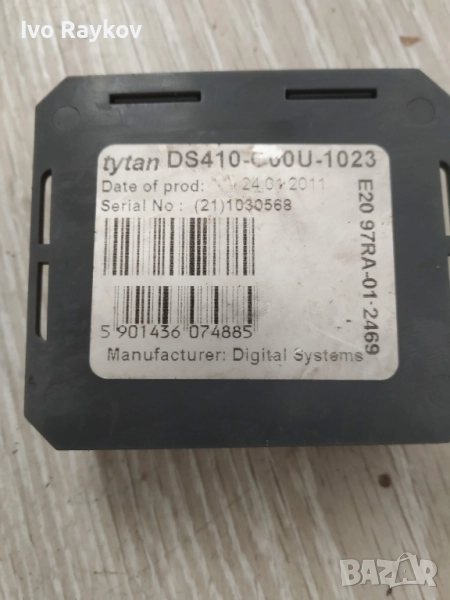 Ivo Raykov
tytan DS410-C00U-1023
Date of prod: 24.01.2011
Serial No : (21)1030568
5 901436 074885
Manufacturer: Digital Systems
E20 97RA-01 2469
BAZAR